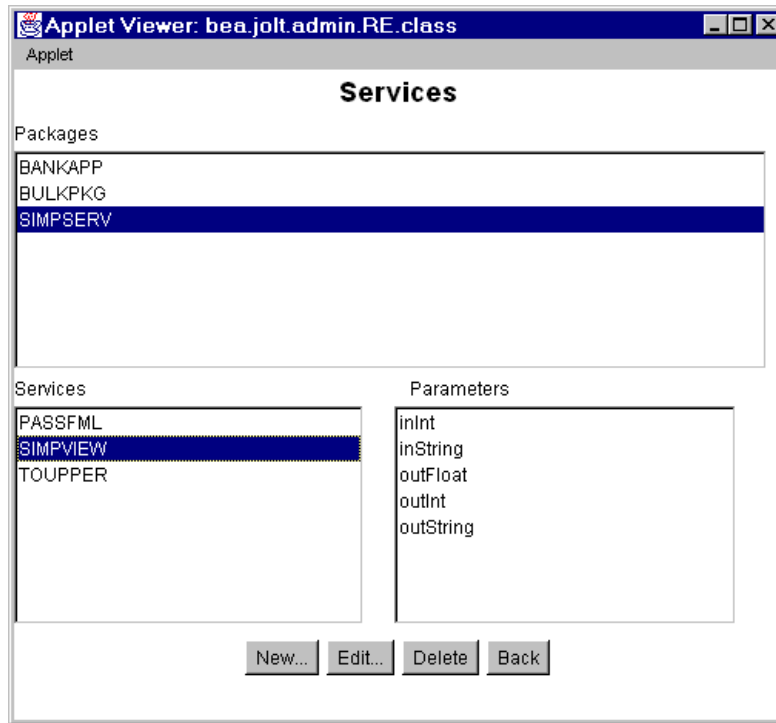 Applet Viewer: bea.jolt.admin.RE.class
Applet
Services
Packages
BANKAPP
BULKPKG
SIMPSERV
Services
PASSFML
SIMPVIEW
TOUPPER
Parameters
inInt
inString
outFloat
outInt
outString
New... Edit... Delete Back